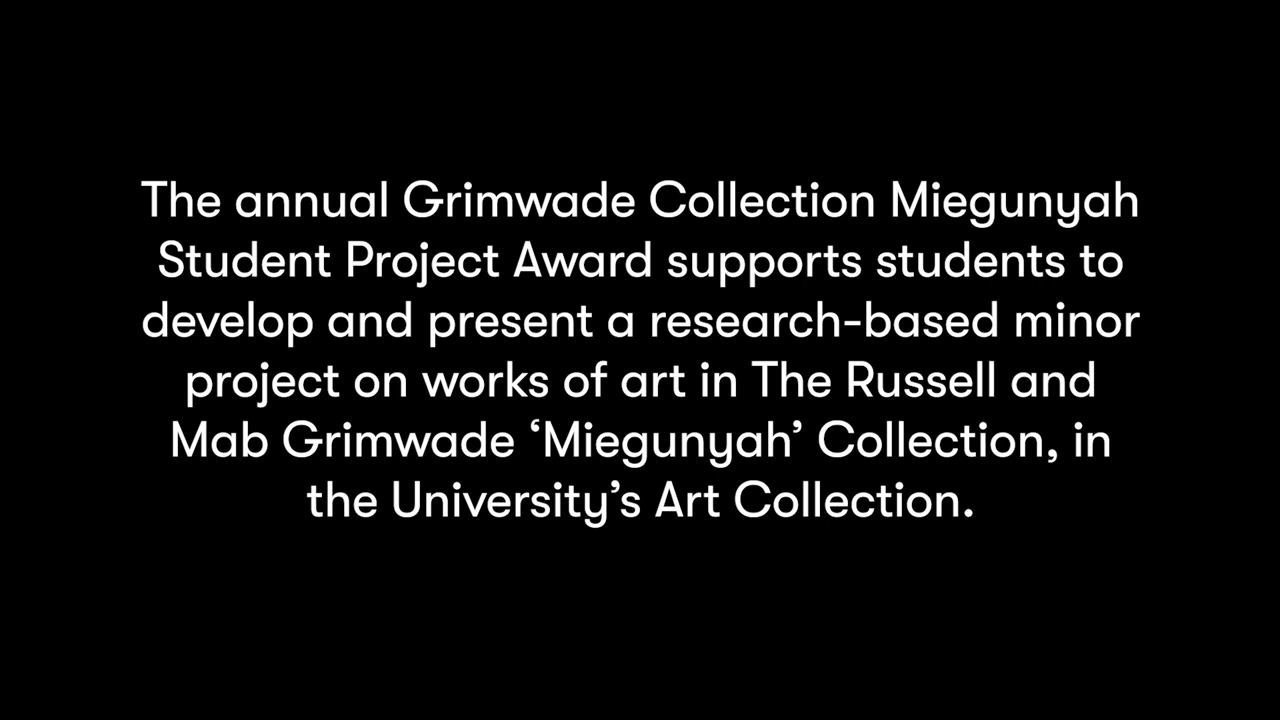 The annual Grimwade Collection Miegunyah
Student Project Award supports students to
develop and present a research-based minor
project on works of art in The Russell and
Mab Grimwade ‘Miegunyah’ Collection, in
the University’s Art Collection.